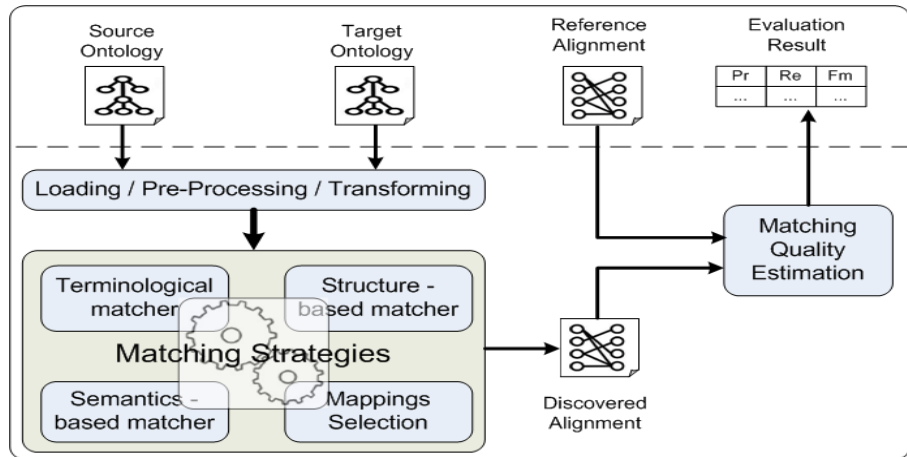 Source
Ontology
Target
Ontology
Reference
Alignment
Evaluation
Result
Pr Re Fm
... ... ...
Loading / Pre-Processing / Transforming
Matching
Quality
Estimation
Terminological
matcher
Structure -
based matcher
Matching Strategies
Semantics -
based matcher
Mappings
Selection
Discovered
Alignment